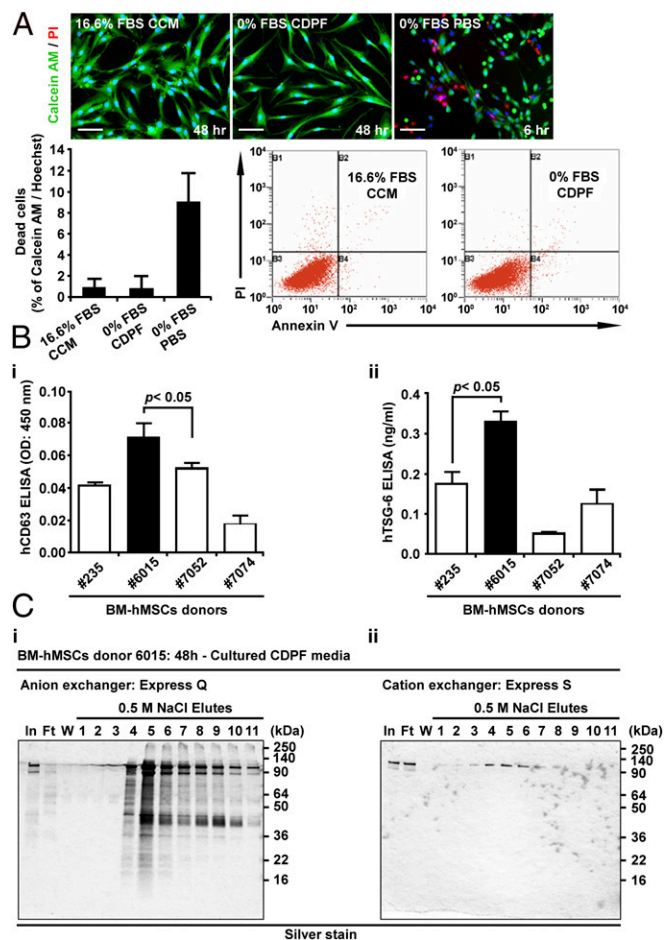 A
Calcein AM / PI
16.6% FBS CCM
48 hr
0% FBS CDPF
48 hr
0% FBS PBS
6 hr
Dead cells
(% of Calcein AM / Hoechst)
14
12
10
8
6
4
2
0
16.6% FBS
CCM
0% FBS
CDPF
0% FBS
PBS
PI
10⁴
10³
10²
10¹
10⁰
B1
B2
B3
B4
16.6% FBS
CCM
10⁰ 10¹ 10² 10³ 10⁴
10⁴
10³
10²
10¹
10⁰
B1
B2
B3
B4
0% FBS
CDPF
10⁰ 10¹ 10² 10³ 10⁴
Annexin V
B
i
hCD63 ELISA (OD: 450 nm)
0.10
0.08
0.06
0.04
0.02
0.00
p< 0.05
#235
#6015
#7052
#7074
BM-hMSCs donors
ii
hTSG-6 ELISA (ng/ml)
0.4
0.3
0.2
0.1
0.0
p< 0.05
#235
#6015
#7052
#7074
BM-hMSCs donors
C
i
ii
BM-hMSCs donor 6015: 48h - Cultured CDPF media
Anion exchanger: Express Q
0.5 M NaCl Elutes
In Ft W 1 2 3 4 5 6 7 8 9 10 11 (kDa)
250
140
90
64
50
36
22
16
Cation exchanger: Express S
0.5 M NaCl Elutes
In Ft W 1 2 3 4 5 6 7 8 9 10 11 (kDa)
250
140
90
64
50
36
22
16
Silver stain